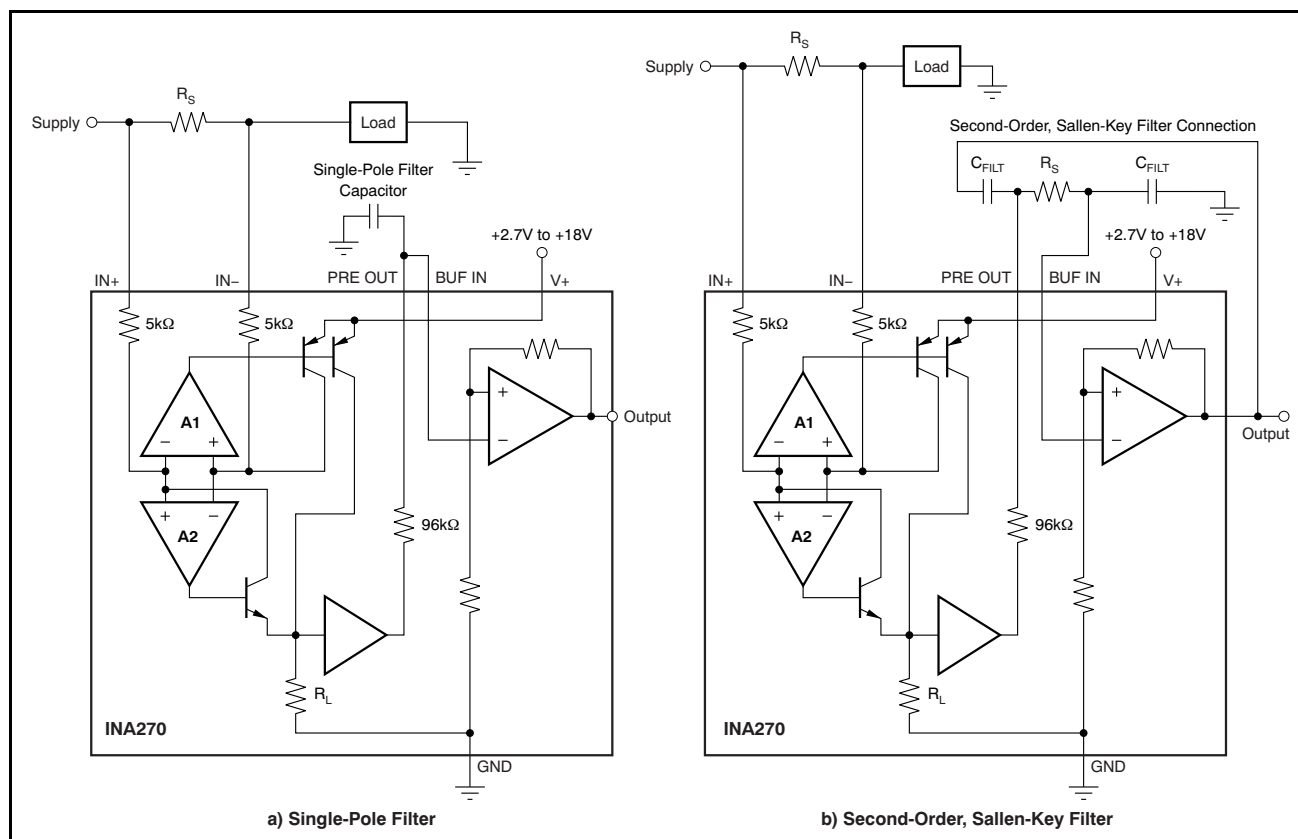 R_S
Supply
Load
Single-Pole Filter
Capacitor
+2.7V to +18V
IN+
IN−
PRE OUT
BUF IN
V+
5kΩ
5kΩ
A1
−
+
+
−
Output
A2
+
−
96kΩ
R_L
INA270
GND
a) Single-Pole Filter
R_S
Supply
Load
Second-Order, Sallen-Key Filter Connection
C_FILT
R_S
C_FILT
+2.7V to +18V
IN+
IN−
PRE OUT
BUF IN
V+
5kΩ
5kΩ
A1
−
+
+
−
Output
A2
+
−
96kΩ
R_L
INA270
GND
b) Second-Order, Sallen-Key Filter